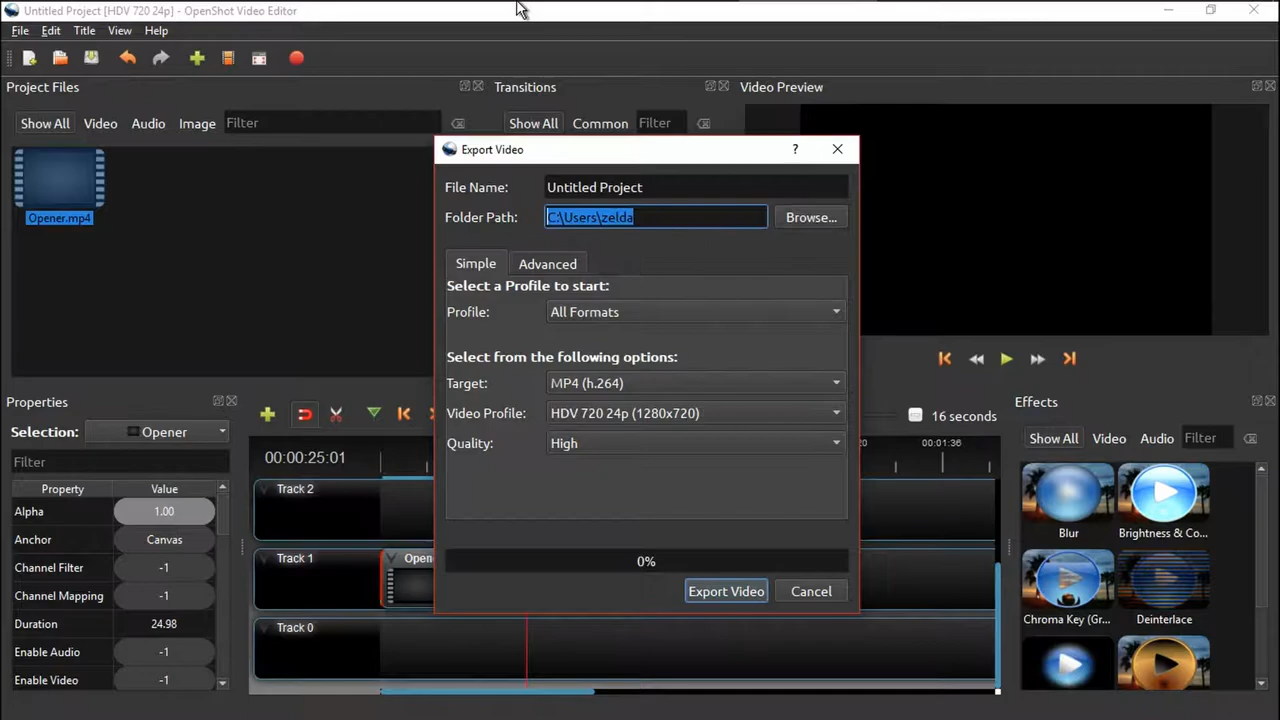 Untitled Project [HDV 720 24p] - OpenShot Video Editor
File Edit Title View Help
Project Files
Transitions
Video Preview
Show All Video Audio Image Filter
Show All Common Filter
Opener.mp4
Export Video
?
File Name: Untitled Project
Folder Path: C:\Users\zelda Browse...
Simple Advanced
Select a Profile to start:
Profile: All Formats
Select from the following options:
Target: MP4 (h.264)
Video Profile: HDV 720 24p (1280x720)
Quality: High
0%
Export Video Cancel
Properties
Selection: Opener
Filter
Property Value
Alpha 1.00
Anchor Canvas
Channel Filter -1
Channel Mapping -1
Duration 24.98
Enable Audio -1
Enable Video -1
16 seconds
00:00:25:01
20 00:01:36
Track 2
Track 1
Opene
Track 0
Effects
Show All Video Audio Filter
Blur Brightness & Co...
Chroma Key (Gr... Deinterlace